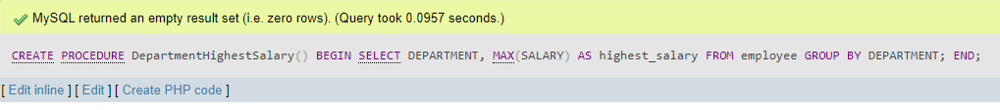 MySQL returned an empty result set (i.e. zero rows). (Query took 0.0957 seconds.)
CREATE PROCEDURE DepartmentHighestSalary() BEGIN SELECT DEPARTMENT, MAX(SALARY) AS highest_salary FROM employee GROUP BY DEPARTMENT; END;
[ Edit inline ] [ Edit ] [ Create PHP code ]